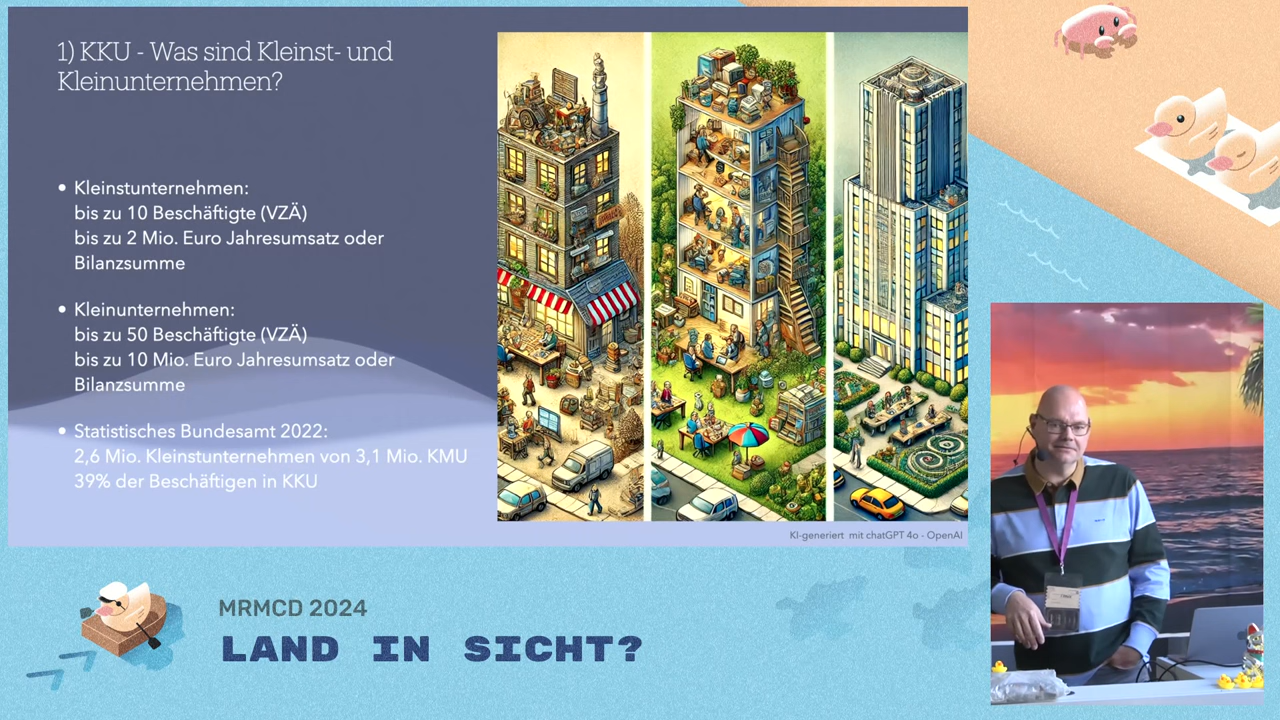 1) KKU - Was sind Kleinst- und
Kleinunternehmen?
• Kleinstunternehmen:
bis zu 10 Beschäftigte (VZÄ)
bis zu 2 Mio. Euro Jahresumsatz oder
Bilanzsumme
• Kleinunternehmen:
bis zu 50 Beschäftigte (VZÄ)
bis zu 10 Mio. Euro Jahresumsatz oder
Bilanzsumme
• Statistisches Bundesamt 2022:
2,6 Mio. Kleinstunternehmen von 3,1 Mio. KMU
39% der Beschäftigen in KKU
KI-generiert mit chatGPT 4o - OpenAI
MRMCD 2024
LAND IN SICHT?